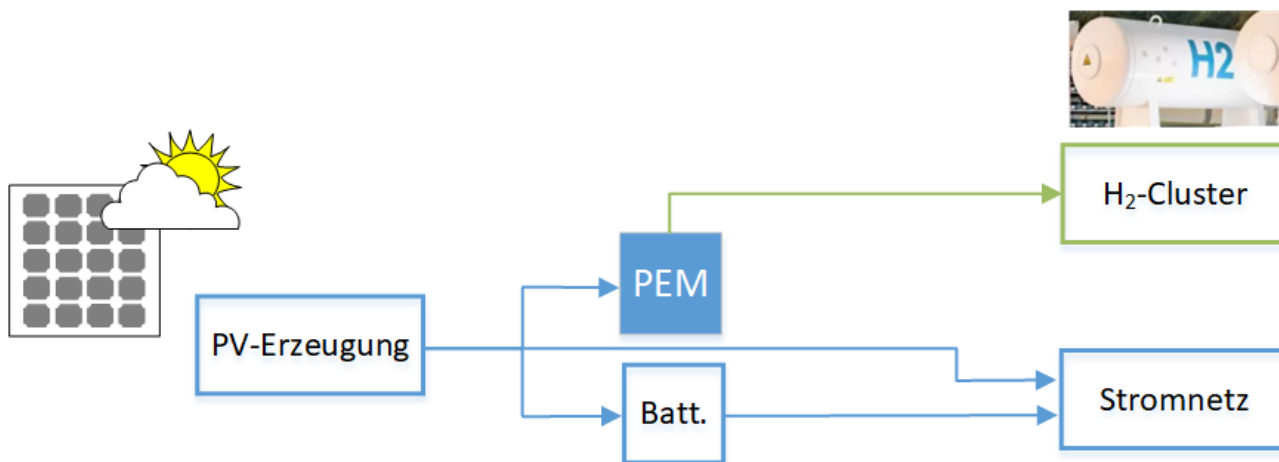 H2
H₂-Cluster
PEM
PV-Erzeugung
Batt.
Stromnetz